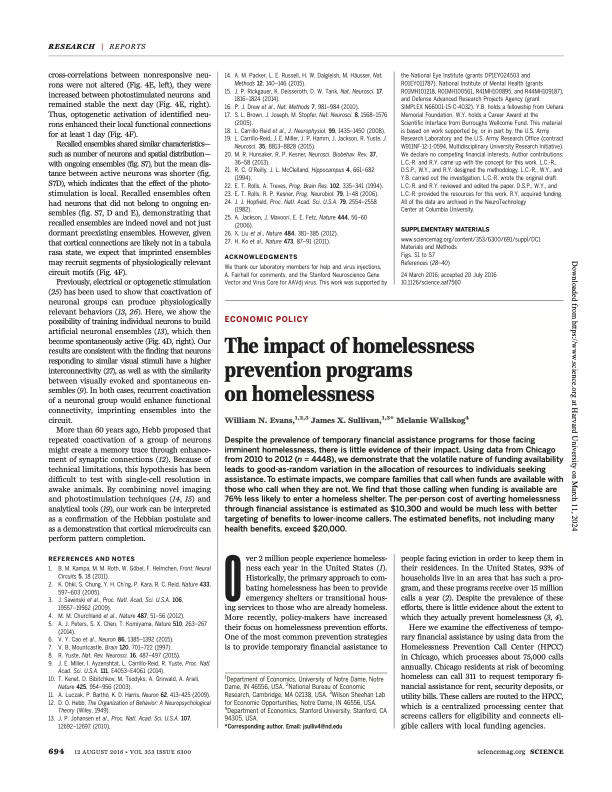 RESEARCH | REPORTS
cross-correlations between nonresponsive neu-
rons were not altered (Fig. 4E, left), they were
increased between photostimulated neurons and
remained stable the next day (Fig. 4E, right).
Thus, optogenetic activation of identified neu-
rons enhanced their local functional connections
for at least 1 day (Fig. 4F).
Recalled ensembles shared similar characteristics—
such as number of neurons and spatial distribution—
with ongoing ensembles (fig. S7), but the mean dis-
tance between active neurons was shorter (fig.
S7D), which indicates that the effect of the photo-
stimulation is local. Recalled ensembles often
had neurons that did not belong to ongoing en-
sembles (fig. S7, D and E), demonstrating that
recalled ensembles are indeed novel and not just
dormant preexisting ensembles. However, given
that cortical connections are likely not in a tabula
rasa state, we expect that imprinted ensembles
may recruit segments of physiologically relevant
circuit motifs (Fig. 4F).
Previously, electrical or optogenetic stimulation
(25) has been used to show that coactivation of
neuronal groups can produce physiologically
relevant behaviors (13, 26). Here, we show the
possibility of training individual neurons to build
artificial neuronal ensembles (13), which then
become spontaneously active (Fig. 4D, right). Our
results are consistent with the finding that neurons
responding to similar visual stimuli have a higher
interconnectivity (27), as well as with the similarity
between visually evoked and spontaneous en-
sembles (9). In both cases, recurrent coactivation
of a neuronal group would enhance functional
connectivity, imprinting ensembles into the
circuit.
More than 60 years ago, Hebb proposed that
repeated coactivation of a group of neurons
might create a memory trace through enhance-
ment of synaptic connections (12). Because of
technical limitations, this hypothesis has been
difficult to test with single-cell resolution in
awake animals. By combining novel imaging
and photostimulation techniques (14, 15) and
analytical tools (19), our work can be interpreted
as a confirmation of the Hebbian postulate and
as a demonstration that cortical microcircuits can
perform pattern completion.
REFERENCES AND NOTES
1. B. M. Kampa, M. M. Roth, W. Göbel, F. Helmchen, Front. Neural
Circuits 5, 18 (2011).
2. K. Ohki, S. Chung, Y. H. Ch'ng, P. Kara, R. C. Reid, Nature 433,
597–603 (2005).
3. J. Sawinski et al., Proc. Natl. Acad. Sci. U.S.A. 106,
19557–19562 (2009).
4. M. M. Churchland et al., Nature 487, 51–56 (2012).
5. A. J. Peters, S. X. Chen, T. Komiyama, Nature 510, 263–267
(2014).
6. V. Y. Cao et al., Neuron 86, 1385–1392 (2015).
7. V. B. Mountcastle, Brain 120, 701–722 (1997).
8. R. Yuste, Nat. Rev. Neurosci. 16, 487–497 (2015).
9. J. E. Miller, I. Ayzenshtat, L. Carrillo-Reid, R. Yuste, Proc. Natl.
Acad. Sci. U.S.A. 111, E4053–E4061 (2014).
10. T. Kenet, D. Bibitchkov, M. Tsodyks, A. Grinvald, A. Arieli,
Nature 425, 954–956 (2003).
11. A. Luczak, P. Barthó, K. D. Harris, Neuron 62, 413–425 (2009).
12. D. O. Hebb, The Organization of Behavior: A Neuropsychological
Theory (Wiley, 1949).
13. J. P. Johansen et al., Proc. Natl. Acad. Sci. U.S.A. 107,
12692–12697 (2010).
14. A. M. Packer, L. E. Russell, H. W. Dalgleish, M. Häusser, Nat.
Methods 12, 140–146 (2015).
15. J. P. Rickgauer, K. Deisseroth, D. W. Tank, Nat. Neurosci. 17,
1816–1824 (2014).
16. P. J. Drew et al., Nat. Methods 7, 981–984 (2010).
17. S. L. Brown, J. Joseph, M. Stopfer, Nat. Neurosci. 8, 1568–1576
(2005).
18. L. Carrillo-Reid et al., J. Neurophysiol. 99, 1435–1450 (2008).
19. L. Carrillo-Reid, J. E. Miller, J. P. Hamm, J. Jackson, R. Yuste, J.
Neurosci. 35, 8813–8828 (2015).
20. M. R. Hunsaker, R. P. Kesner, Neurosci. Biobehav. Rev. 37,
36–58 (2013).
21. R. C. O'Reilly, J. L. McClelland, Hippocampus 4, 661–682
(1994).
22. E. T. Rolls, A. Treves, Prog. Brain Res. 102, 335–341 (1994).
23. E. T. Rolls, R. P. Kesner, Prog. Neurobiol. 79, 1–48 (2006).
24. J. J. Hopfield, Proc. Natl. Acad. Sci. U.S.A. 79, 2554–2558
(1982).
25. A. Jackson, J. Mavoori, E. E. Fetz, Nature 444, 56–60
(2006).
26. X. Liu et al., Nature 484, 381–385 (2012).
27. H. Ko et al., Nature 473, 87–91 (2011).
ACKNOWLEDGMENTS
We thank our laboratory members for help and virus injections,
A. Fairhall for comments, and the Stanford Neuroscience Gene
Vector and Virus Core for AAVdj virus. This work was supported by
the National Eye Institute (grants DP1EY024503 and
R01EY011787), National Institute of Mental Health (grants
R01MH101218, R01MH100561, R41MH100895, and R44MH109187),
and Defense Advanced Research Projects Agency (grant
SIMPLEX N66001-15-C-4032). Y.B. holds a fellowship from Uehara
Memorial Foundation. W.Y. holds a Career Award at the
Scientific Interface from Burroughs Wellcome Fund. This material
is based on work supported by, or in part by, the U.S. Army
Research Laboratory and the U.S. Army Research Office (contract
W911NF-12-1-0594, Multidisciplinary University Research Initiative).
We declare no competing financial interests. Author contributions:
L.C.-R. and R.Y. came up with the concept for this work. L.C.-R.,
D.S.P., W.Y., and R.Y. designed the methodology. L.C.-R., W.Y., and
Y.B. carried out the investigation. L.C.-R. wrote the original draft.
L.C.-R. and R.Y. reviewed and edited the paper. D.S.P., W.Y., and
L.C.-R. provided the resources for this work. R.Y. acquired funding.
All of the data are archived in the NeuroTechnology
Center at Columbia University.
SUPPLEMENTARY MATERIALS
www.sciencemag.org/content/353/6300/691/suppl/DC1
Materials and Methods
Figs. S1 to S7
References (28–40)
24 March 2016; accepted 20 July 2016
10.1126/science.aaf7560
ECONOMIC POLICY
The impact of homelessness
prevention programs
on homelessness
William N. Evans,1,2,3 James X. Sullivan,1,3* Melanie Wallskog4
Despite the prevalence of temporary financial assistance programs for those facing
imminent homelessness, there is little evidence of their impact. Using data from Chicago
from 2010 to 2012 (n = 4448), we demonstrate that the volatile nature of funding availability
leads to good-as-random variation in the allocation of resources to individuals seeking
assistance. To estimate impacts, we compare families that call when funds are available with
those who call when they are not. We find that those calling when funding is available are
76% less likely to enter a homeless shelter. The per-person cost of averting homelessness
through financial assistance is estimated as $10,300 and would be much less with better
targeting of benefits to lower-income callers. The estimated benefits, not including many
health benefits, exceed $20,000.
Over 2 million people experience homeless-
ness each year in the United States (1).
Historically, the primary approach to com-
bating homelessness has been to provide
emergency shelters or transitional hous-
ing services to those who are already homeless.
More recently, policy-makers have increased
their focus on homelessness prevention efforts.
One of the most common prevention strategies
is to provide temporary financial assistance to
1Department of Economics, University of Notre Dame, Notre
Dame, IN 46556, USA. 2National Bureau of Economic
Research, Cambridge, MA 02138, USA. 3Wilson Sheehan Lab
for Economic Opportunities, Notre Dame, IN 46556, USA.
4Department of Economics, Stanford University, Stanford, CA
94305, USA.
*Corresponding author. Email: jsulliv4@nd.edu
people facing eviction in order to keep them in
their residences. In the United States, 93% of
households live in an area that has such a pro-
gram, and these programs receive over 15 million
calls a year (2). Despite the prevalence of these
efforts, there is little evidence about the extent to
which they actually prevent homelessness (3, 4).
Here we examine the effectiveness of tempo-
rary financial assistance by using data from the
Homelessness Prevention Call Center (HPCC)
in Chicago, which processes about 75,000 calls
annually. Chicago residents at risk of becoming
homeless can call 311 to request temporary fi-
nancial assistance for rent, security deposits, or
utility bills. These callers are routed to the HPCC,
which is a centralized processing center that
screens callers for eligibility and connects eli-
gible callers with local funding agencies.
694 12 AUGUST 2016 • VOL 353 ISSUE 6300
sciencemag.org SCIENCE
Downloaded from https://www.science.org at Harvard University on March 11, 2024